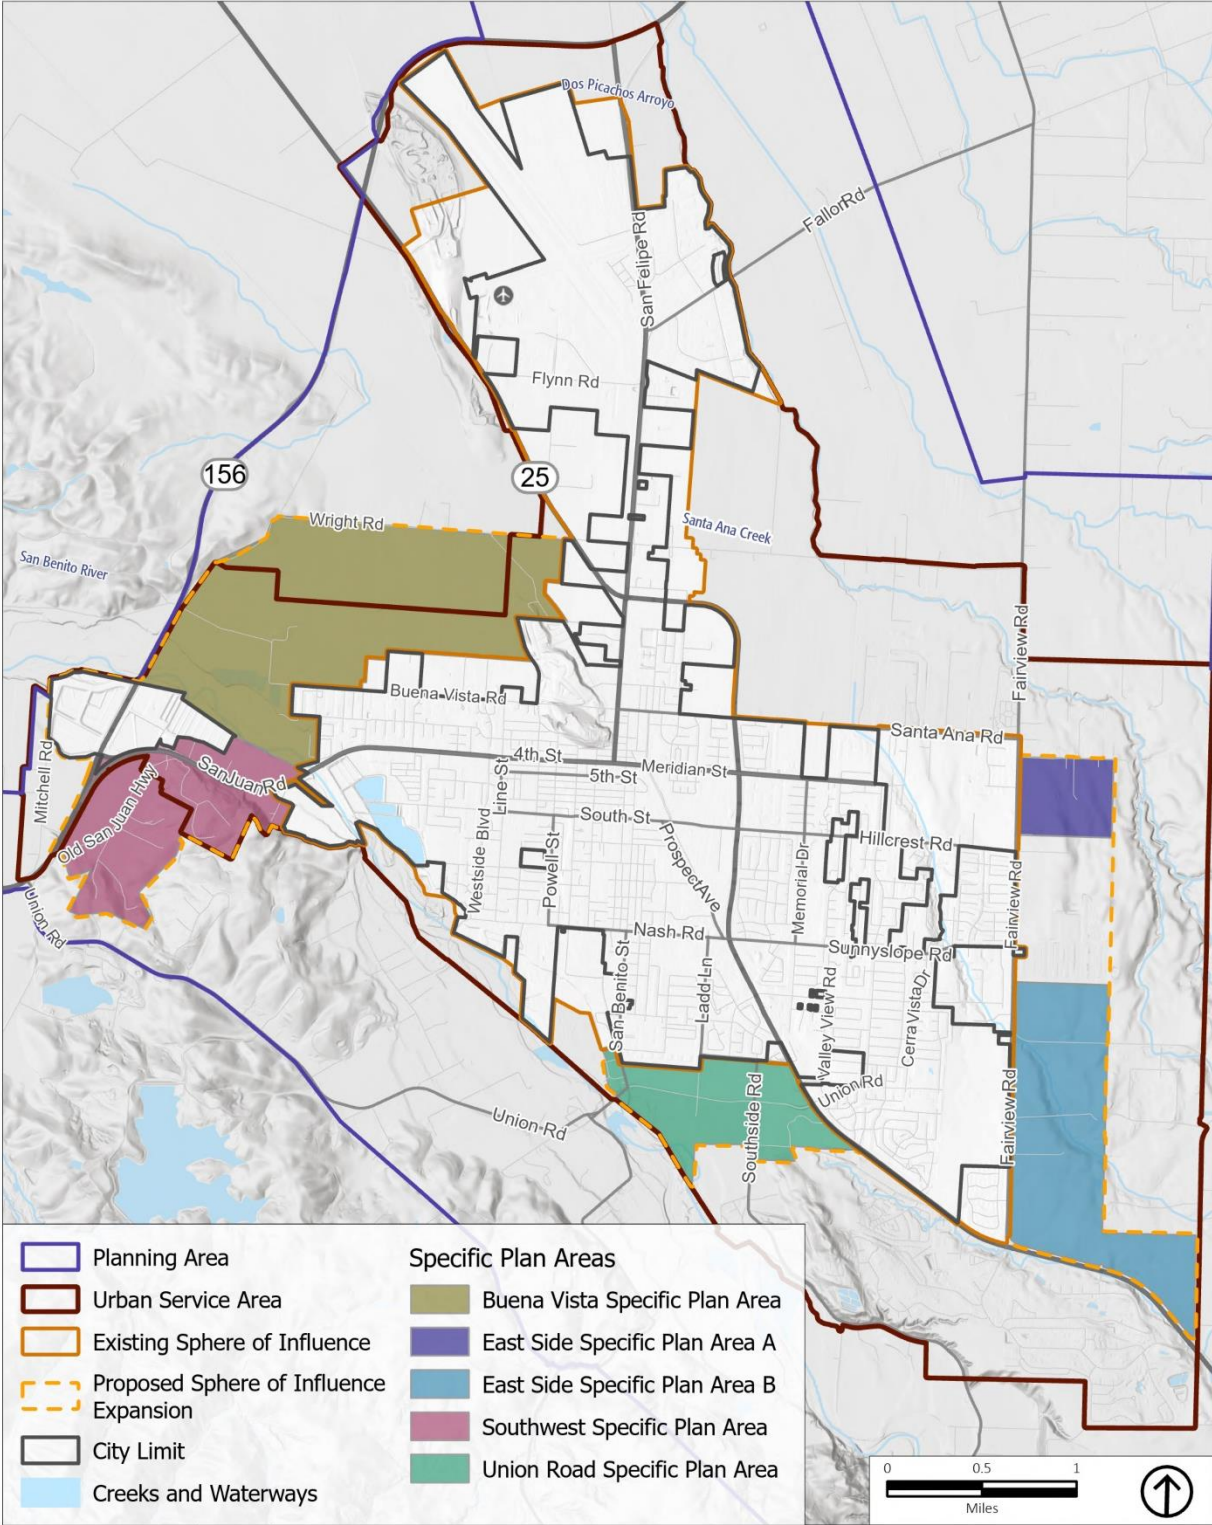 Dos Picachos Arroyo
Fallon Rd
San Felipe Rd
Flynn Rd
156
25
Wright Rd
Santa Ana Creek
San Benito River
Fairview Rd
Buena Vista Rd
Santa Ana Rd
Mitchell Rd
San Juan Rd
Old San Juan Hwy
4th St
Meridian St
5th St
Line St
South St
Hillcrest Rd
Westside Blvd
Powell St
Prospect Ave
Memorial Dr
Fairview Rd
Union Rd
Nash Rd
Sunnyslope Rd
San Benito St
Ladd Ln
Valley View Rd
Cerra Vista Dr
Union Rd
Union Rd
Southside Rd
Fairview Rd
Planning Area
Urban Service Area
Existing Sphere of Influence
Proposed Sphere of Influence
Expansion
City Limit
Creeks and Waterways
Specific Plan Areas
Buena Vista Specific Plan Area
East Side Specific Plan Area A
East Side Specific Plan Area B
Southwest Specific Plan Area
Union Road Specific Plan Area
0 0.5 1
Miles